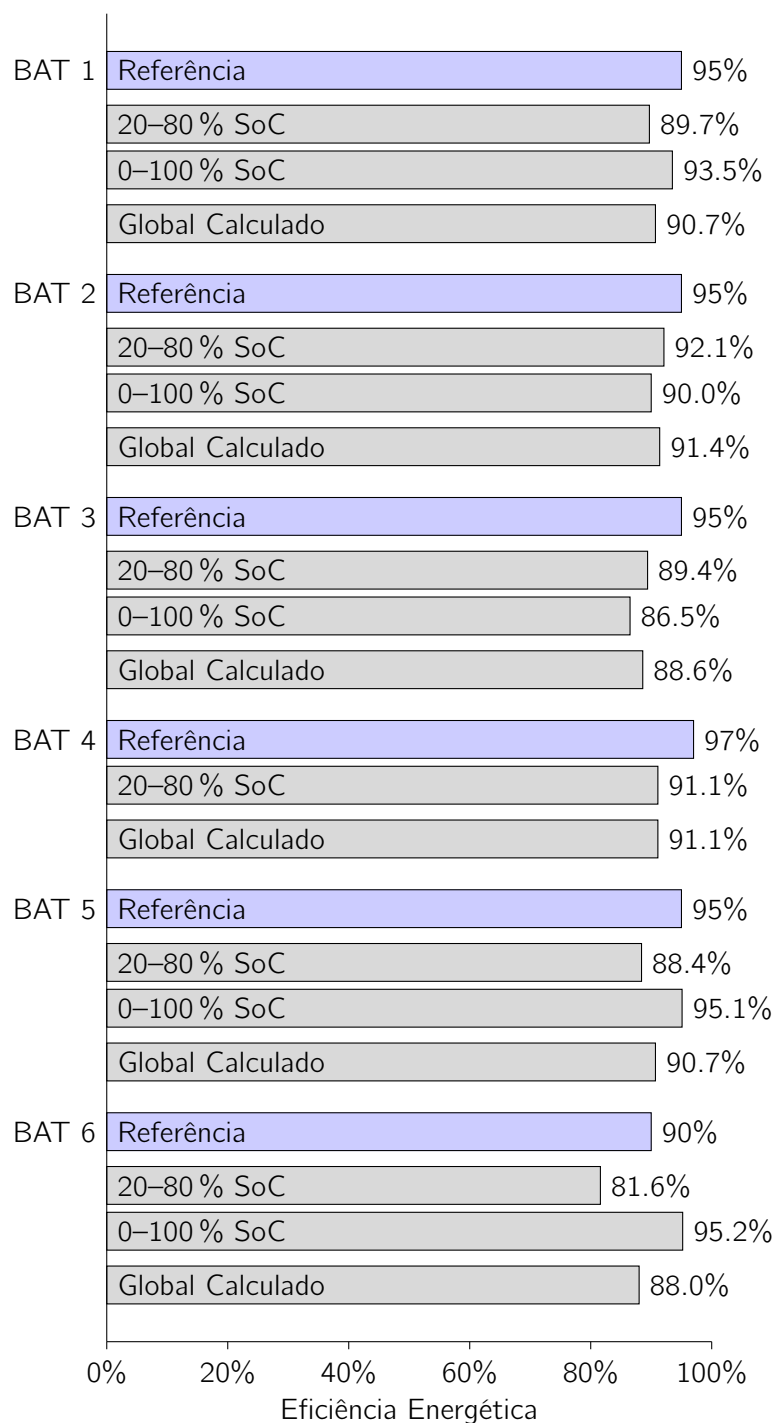 BAT 1 Referência 95%
20–80 % SoC 89.7%
0–100 % SoC 93.5%
Global Calculado 90.7%
BAT 2 Referência 95%
20–80 % SoC 92.1%
0–100 % SoC 90.0%
Global Calculado 91.4%
BAT 3 Referência 95%
20–80 % SoC 89.4%
0–100 % SoC 86.5%
Global Calculado 88.6%
BAT 4 Referência 97%
20–80 % SoC 91.1%
Global Calculado 91.1%
BAT 5 Referência 95%
20–80 % SoC 88.4%
0–100 % SoC 95.1%
Global Calculado 90.7%
BAT 6 Referência 90%
20–80 % SoC 81.6%
0–100 % SoC 95.2%
Global Calculado 88.0%
0% 20% 40% 60% 80% 100%
Eficiência Energética